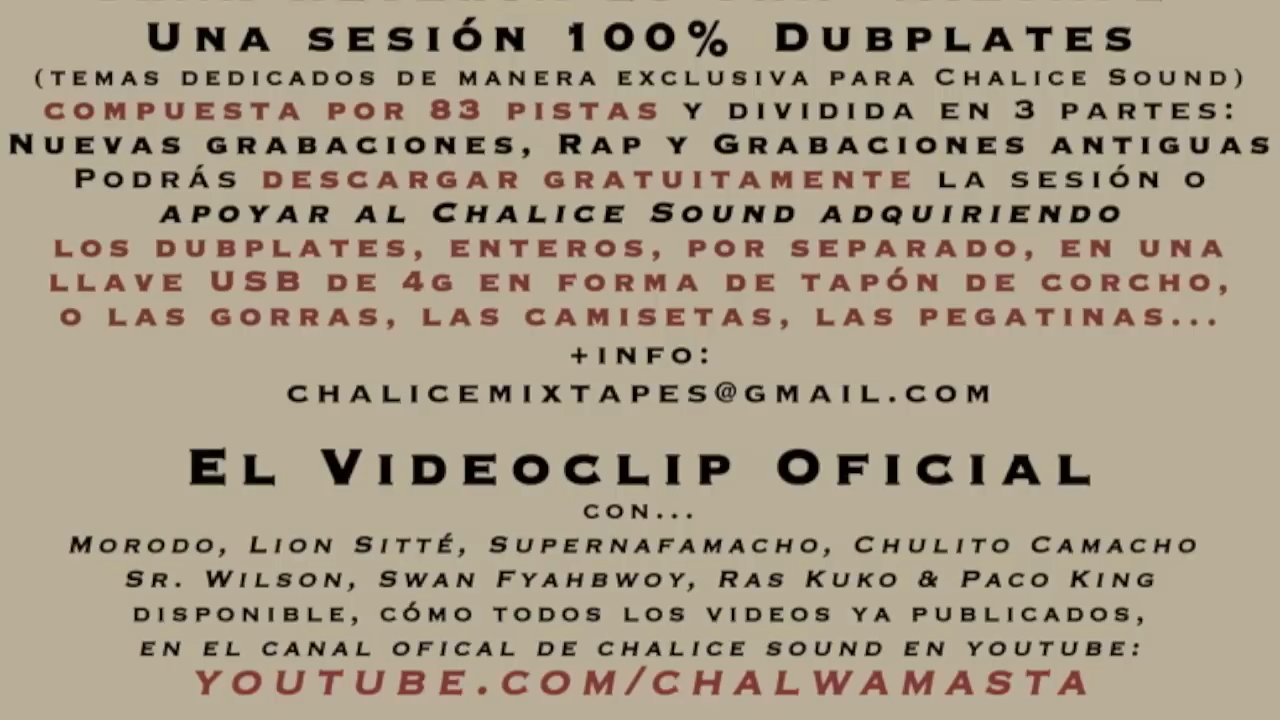 Una sesión 100% Dubplates
(temas dedicados de manera exclusiva para Chalice Sound)
compuesta por 83 pistas y dividida en 3 partes:
Nuevas grabaciones, Rap y Grabaciones antiguas
Podrás descargar gratuitamente la sesión o
apoyar al Chalice Sound adquiriendo
los dubplates, enteros, por separado, en una
llave USB de 4g en forma de tapón de corcho,
o las gorras, las camisetas, las pegatinas...
+info:
chalicemixtapes@gmail.com
El Videoclip Oficial
con...
Morodo, Lion Sitté, Supernafamacho, Chulito Camacho
Sr. Wilson, Swan Fyahbwoy, Ras Kuko & Paco King
disponible, cómo todos los videos ya publicados,
en el canal ofical de chalice sound en youtube:
youtube.com/chalwamasta